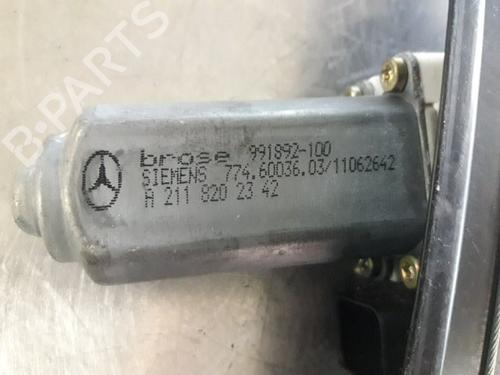 B-PARTS
brose 991892-100
SIEMENS 774.60036.03/11062642
A 211 820 23 42